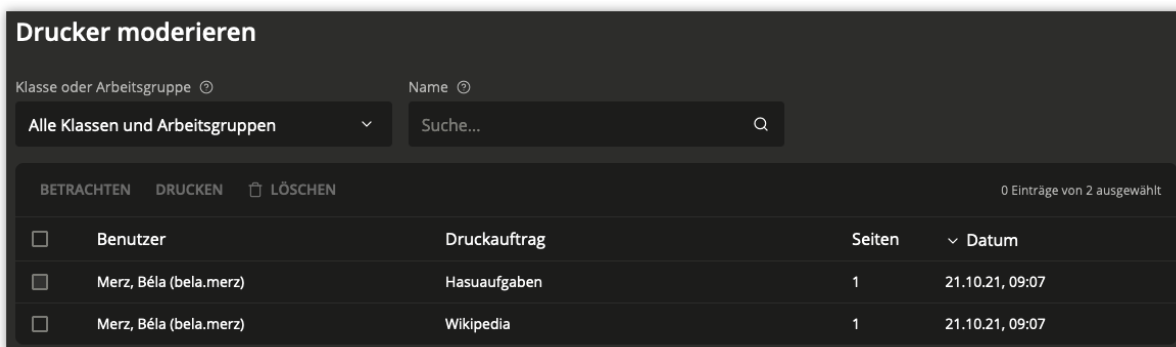 Drucker moderieren
Klasse oder Arbeitsgruppe
Name
Alle Klassen und Arbeitsgruppen
Suche...
BETRACHTEN DRUCKEN LÖSCHEN
0 Einträge von 2 ausgewählt
Benutzer Druckauftrag Seiten Datum
Merz, Béla (bela.merz) Hasuaufgaben 1 21.10.21, 09:07
Merz, Béla (bela.merz) Wikipedia 1 21.10.21, 09:07